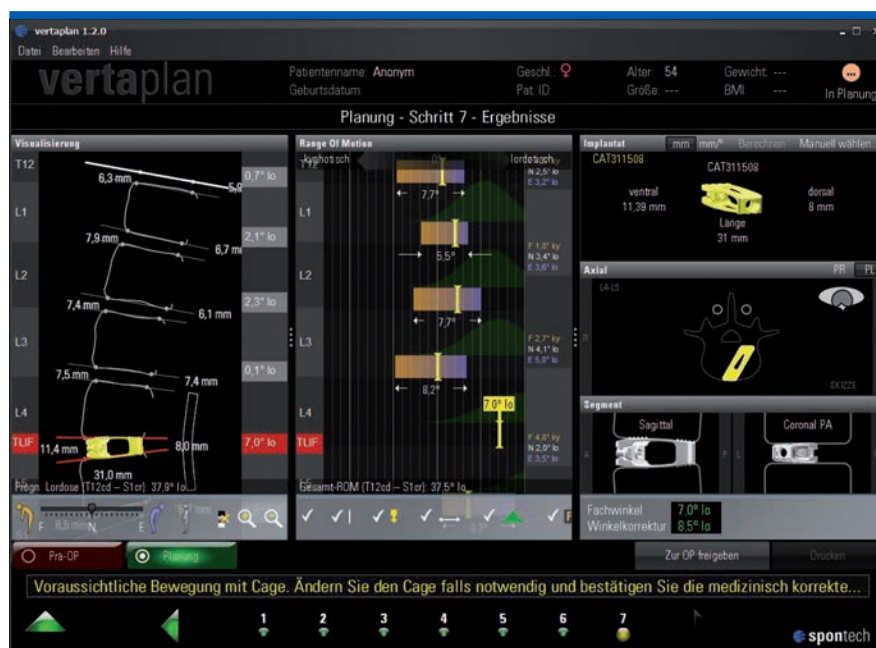 vertaplan 1.2.0
Datei Bearbeiten Hilfe
vertaplan
Patientenname: Anonym
Geschl.: ♀
Alter: 54
Gewicht: ---
Geburtsdatum:
Pat. ID:
Größe: ---
BMI: ---
In Planung
Planung - Schritt 7 - Ergebnisse
Visualisierung
T12
6,3 mm
0,7° lo
L1
7,9 mm
6,7 m
2,1° lo
L2
7,4 mm
6,1 mm
2,3° lo
L3
7,5 mm
7,4 mm
0,1° lo
L4
TLIF
11,4 mm
8,0 mm
7,0° lo
31,0 mm
Progn. Lordose (T12cd – S1cr): 37,9° lo
F
N
E
Range Of Motion
kyphotisch
lordotisch
T12
7,7°
N 2,5° lo
E 3,2° lo
L1
5,5°
F 1,8° ky
N 3,4° lo
E 3,6° lo
L2
7,7°
L3
8,2°
F 2,7° ky
N 4,1° lo
E 5,0° lo
L4
7,0° lo
TLIF
F 4,8° ky
N 2,0° lo
E 3,5° lo
Gesamt-ROM (T12cd – S1cr): 37,5° lo
Implantat
mm
mm/°
Berechnen
Manuell wählen..
CAT311508
CAT311508
ventral
11,39 mm
dorsal
8 mm
Länge
31 mm
Axial
PR
PL
L4-L5
R
SKIZZE
Segment
Sagittal
Coronal PA
A
L
Fachwinkel 7,0° lo
Winkelkorrektur 8,5° lo
Prä-OP
Planung
Zur OP freigeben
Drucken
Voraussichtliche Bewegung mit Cage. Ändern Sie den Cage falls notwendig und bestätigen Sie die medizinisch korrekte...
1 2 3 4 5 6 7
spontech